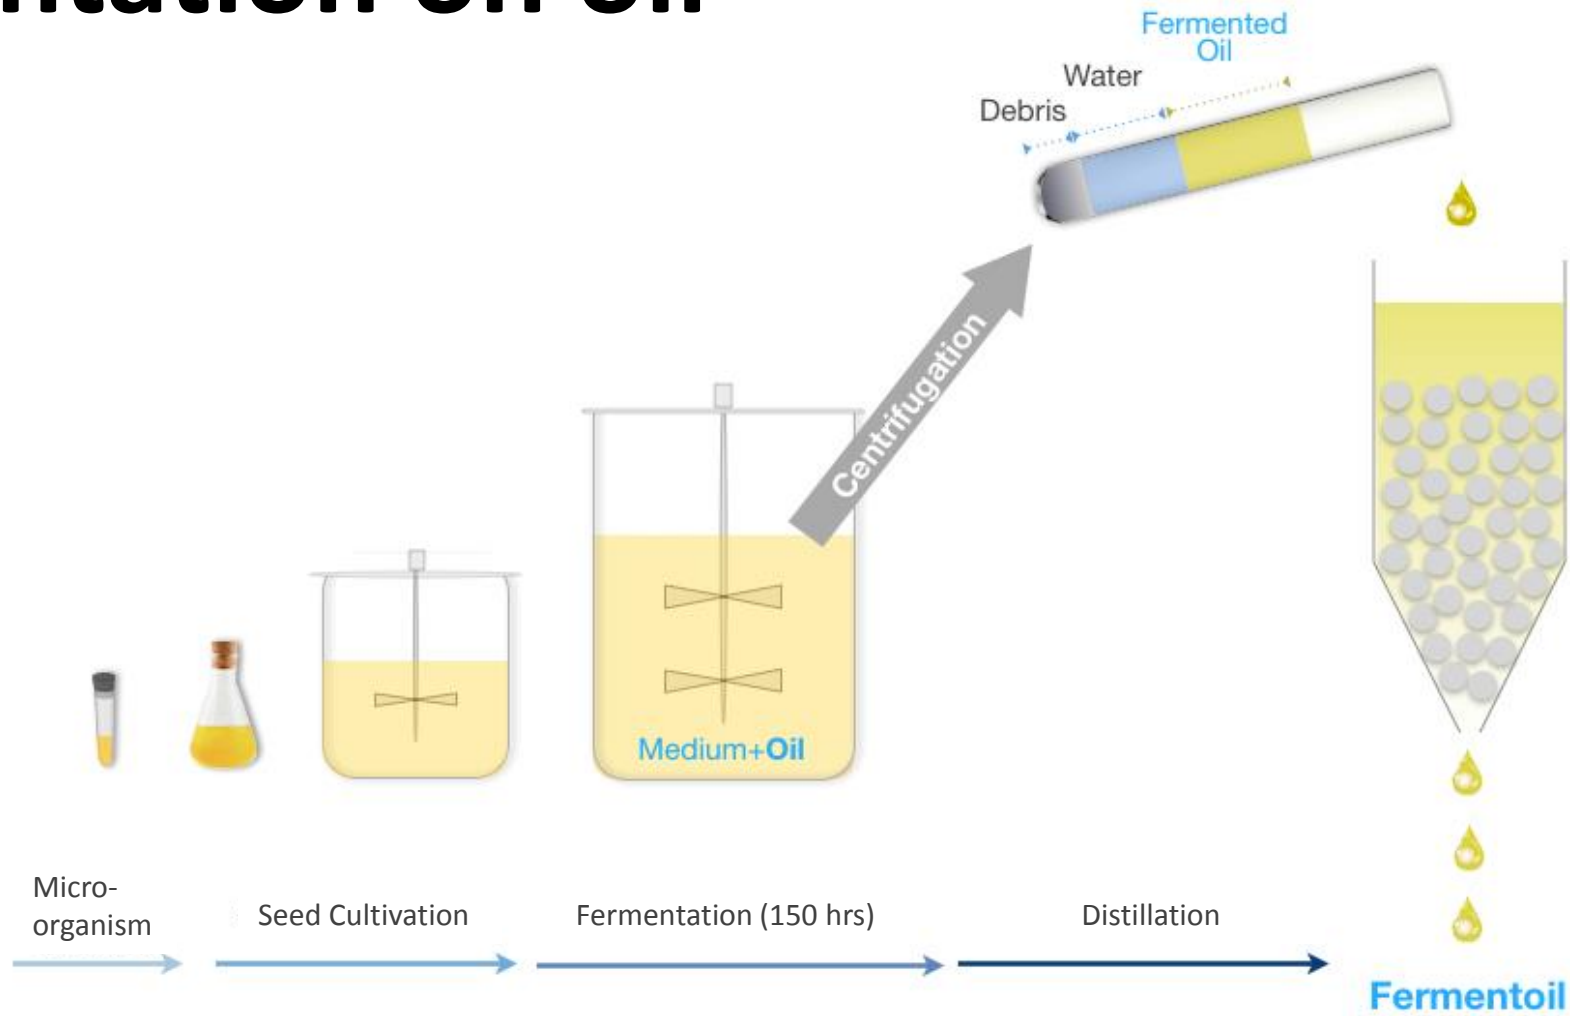 Fermented
Oil
Water
Debris
Centrifugation
Medium+Oil
Micro-
organism
Seed Cultivation
Fermentation (150 hrs)
Distillation
Fermentoil